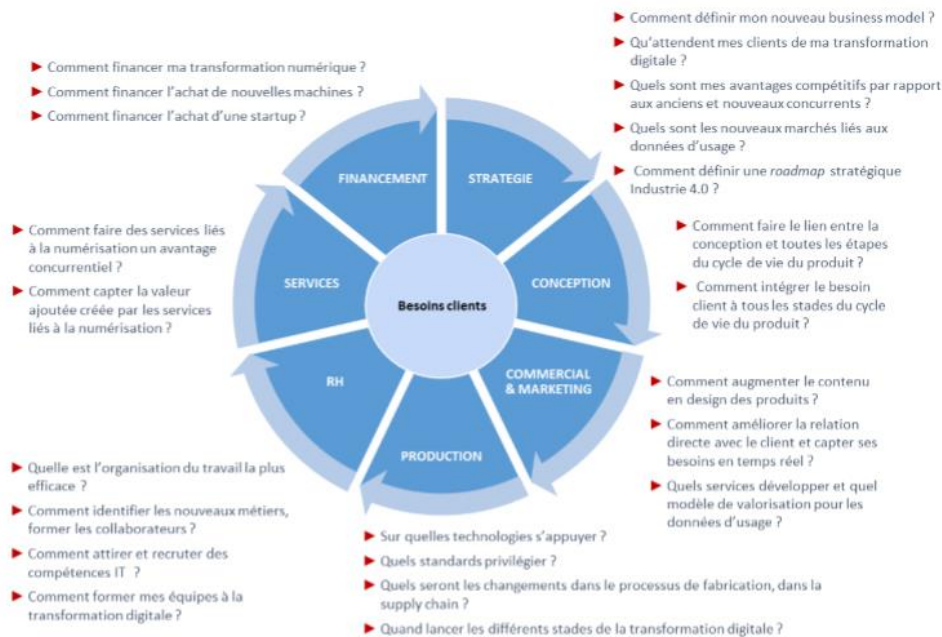 ► Comment financer ma transformation numérique ?
► Comment financer l'achat de nouvelles machines ?
► Comment financer l'achat d'une startup ?
► Comment définir mon nouveau business model ?
► Qu'attendent mes clients de ma transformation
digitale ?
► Quels sont mes avantages compétitifs par rapport
aux anciens et nouveaux concurrents ?
► Quels sont les nouveaux marchés liés aux
données d'usage ?
► Comment définir une roadmap stratégique
Industrie 4.0 ?
FINANCEMENT
STRATEGIE
► Comment faire des services liés
à la numérisation un avantage
concurrentiel ?
► Comment capter la valeur
ajoutée créée par les services
liés à la numérisation ?
SERVICES
Besoins clients
CONCEPTION
► Comment faire le lien entre la
conception et toutes les étapes
du cycle de vie du produit ?
► Comment intégrer le besoin
client à tous les stades du cycle
de vie du produit ?
RH
COMMERCIAL
& MARKETING
PRODUCTION
► Comment augmenter le contenu
en design des produits ?
► Comment améliorer la relation
directe avec le client et capter ses
besoins en temps réel ?
► Quels services développer et quel
modèle de valorisation pour les
données d'usage ?
► Quelle est l'organisation du travail la plus
efficace ?
► Comment identifier les nouveaux métiers,
former les collaborateurs ?
► Comment attirer et recruter des
compétences IT ?
► Comment former mes équipes à la
transformation digitale ?
► Sur quelles technologies s'appuyer ?
► Quels standards privilégier ?
► Quels seront les changements dans le processus de fabrication, dans la
supply chain ?
► Quand lancer les différents stades de la transformation digitale ?